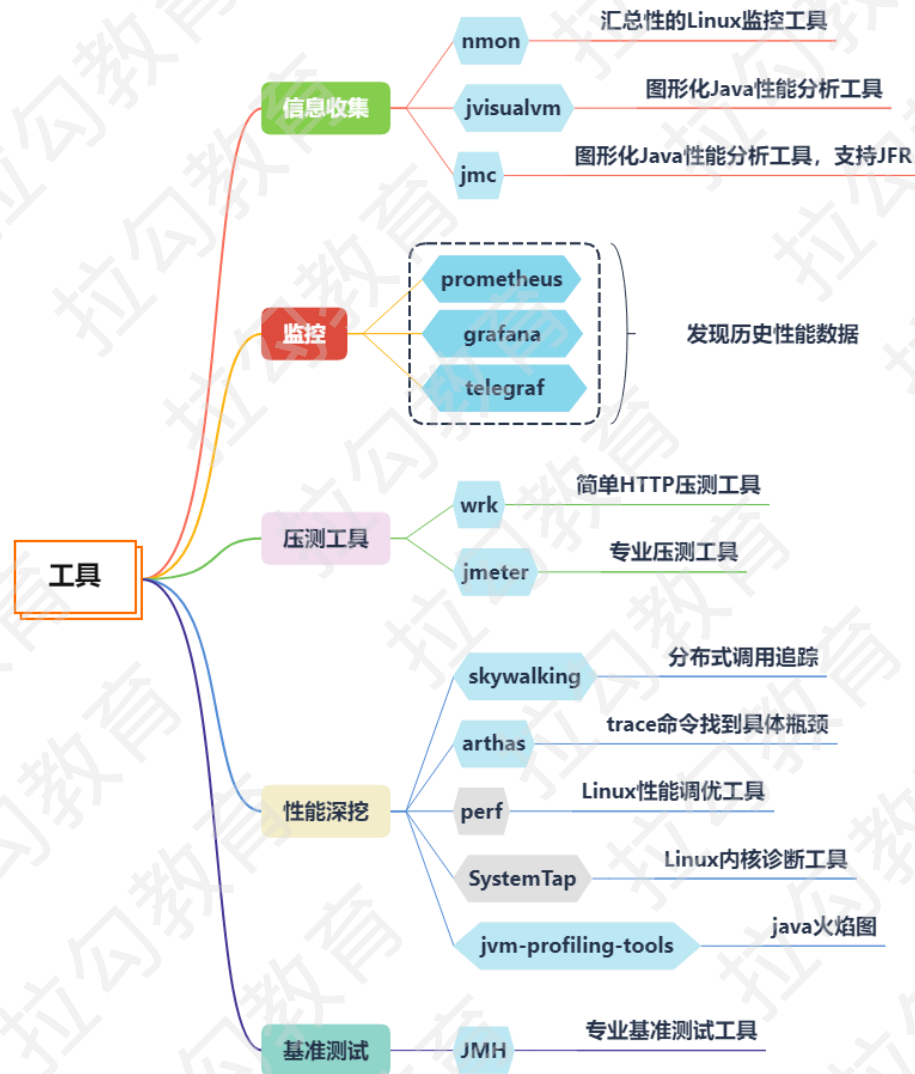 工具
信息收集
nmon
汇总性的Linux监控工具
jvisualvm
图形化Java性能分析工具
jmc
图形化Java性能分析工具，支持JFR
监控
prometheus
grafana
telegraf
发现历史性能数据
压测工具
wrk
简单HTTP压测工具
jmeter
专业压测工具
性能深挖
skywalking
分布式调用追踪
arthas
trace命令找到具体瓶颈
perf
Linux性能调优工具
SystemTap
Linux内核诊断工具
jvm-profiling-tools
java火焰图
基准测试
JMH
专业基准测试工具
拉勾教育